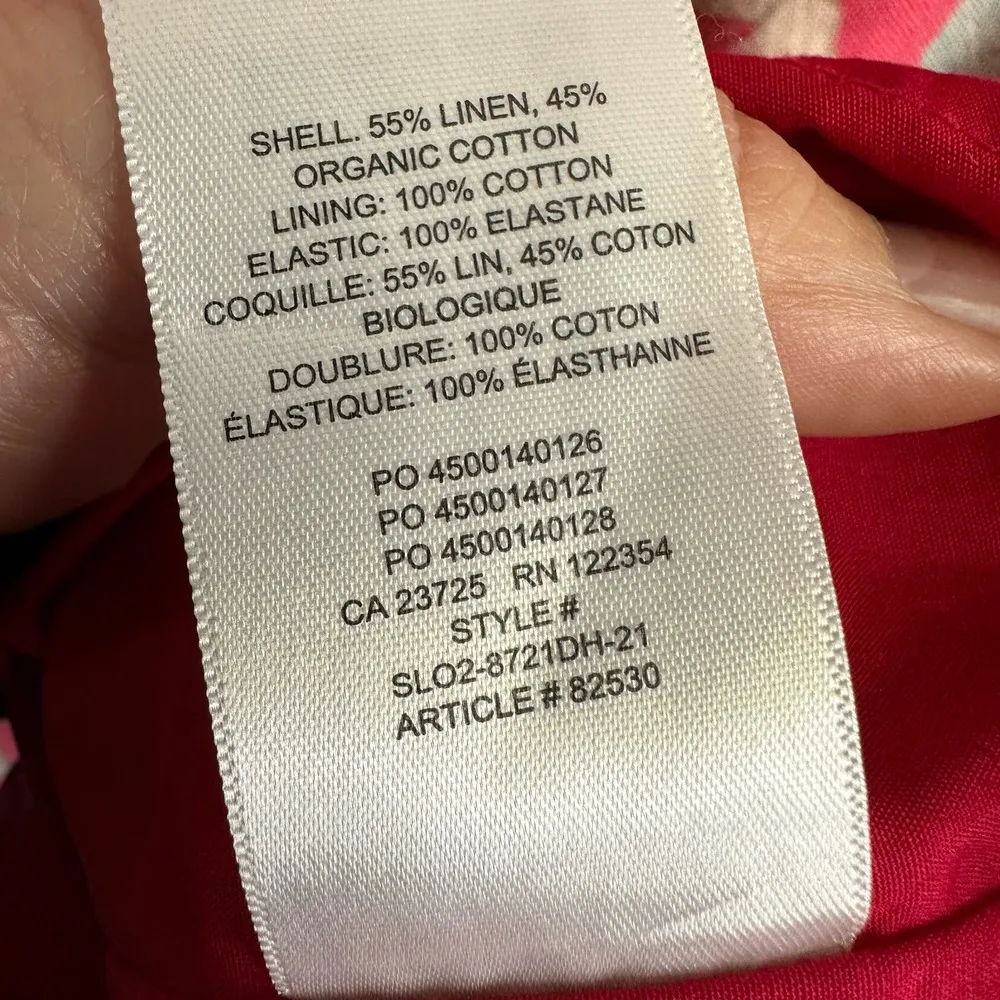 SHELL. 55% LINEN, 45%
ORGANIC COTTON
LINING: 100% COTTON
ELASTIC: 100% ELASTANE
COQUILLE: 55% LIN, 45% COTON
BIOLOGIQUE
DOUBLURE: 100% COTON
ÉLASTIQUE: 100% ÉLASTHANNE
PO 4500140126
PO 4500140127
PO 4500140128
CA 23725 RN 122354
STYLE #
SLO2-8721DH-21
ARTICLE # 82530